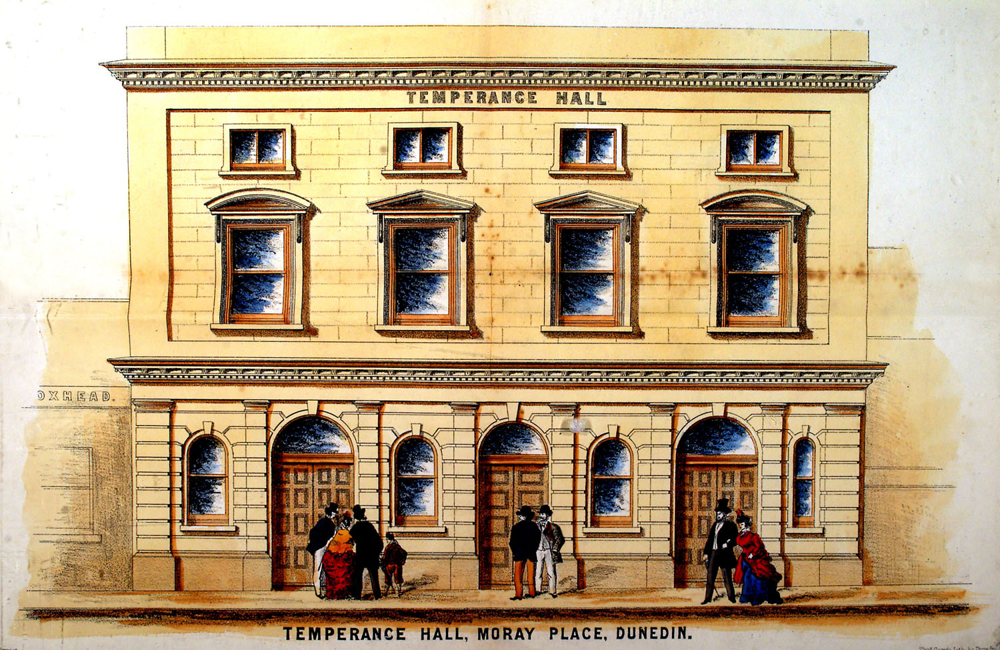 TEMPERANCE HALL
OXHEAD.
TEMPERANCE HALL, MORAY PLACE, DUNEDIN.